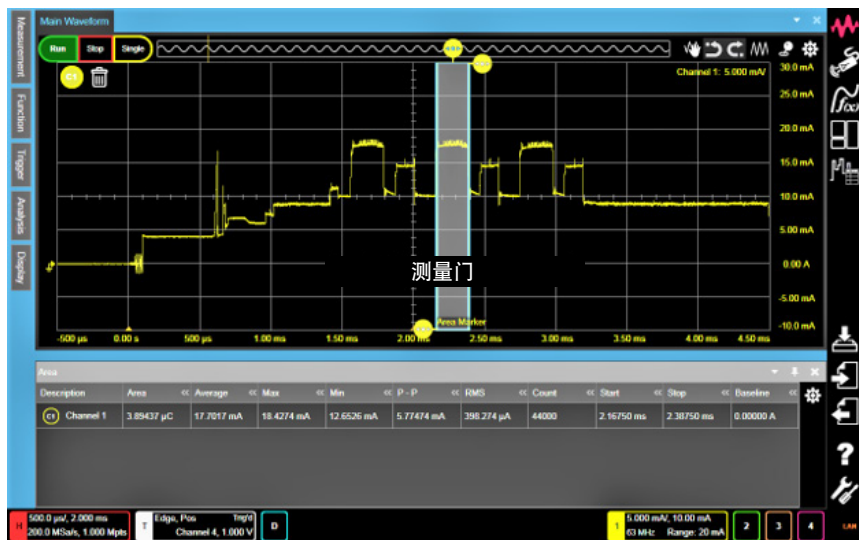 Main Waveform
Measurement
Function
Trigger
Analysis
Display
Run Stop Single
C1
Channel 1: 5.000 mA/
30.0 mA
25.0 mA
20.0 mA
15.0 mA
10.0 mA
5.00 mA
0.00 A
-5.00 mA
-10.0 mA
测量门
Area Marker
-500 µs 0.00 s 500 µs 1.00 ms 1.50 ms 2.00 ms 2.50 ms 3.00 ms 3.50 ms 4.00 ms 4.50 ms
f(x)
Area
Description Area Average Max Min P - P RMS Count Start Stop Baseline
C1 Channel 1 3.89437 µC 17.7017 mA 18.4274 mA 12.6526 mA 5.77474 mA 398.274 µA 44000 2.16750 ms 2.38750 ms 0.00000 A
?
H 500.0 µs/, 2.000 ms
200.0 MSa/s, 1.000 Mpts
T Edge, Pos Trig'd
Channel 4, 1.000 V
D
1 5.000 mA/, 10.00 mA
63 MHz Range: 20 mA
2 3 4 LAN